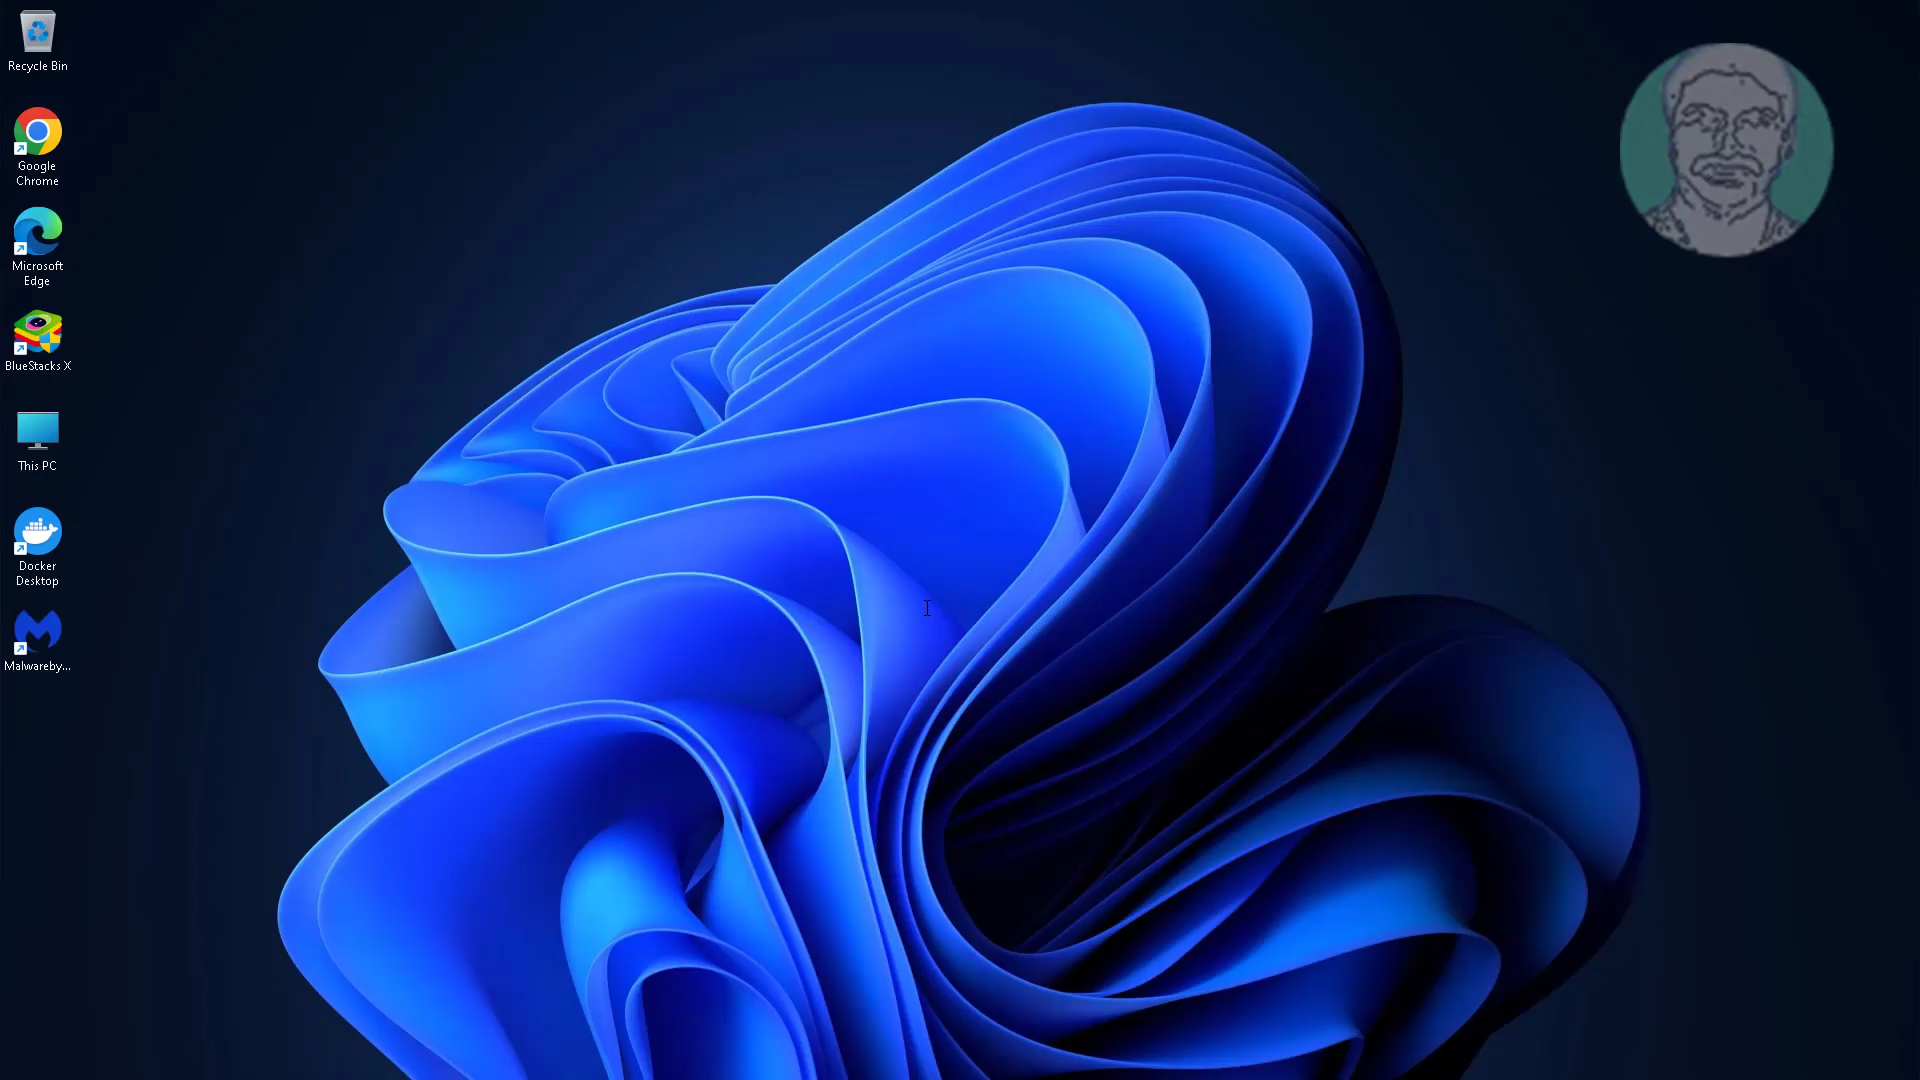 Recycle Bin
Google
Chrome
Microsoft
Edge
BlueStacks X
This PC
Docker
Desktop
Malwareby...